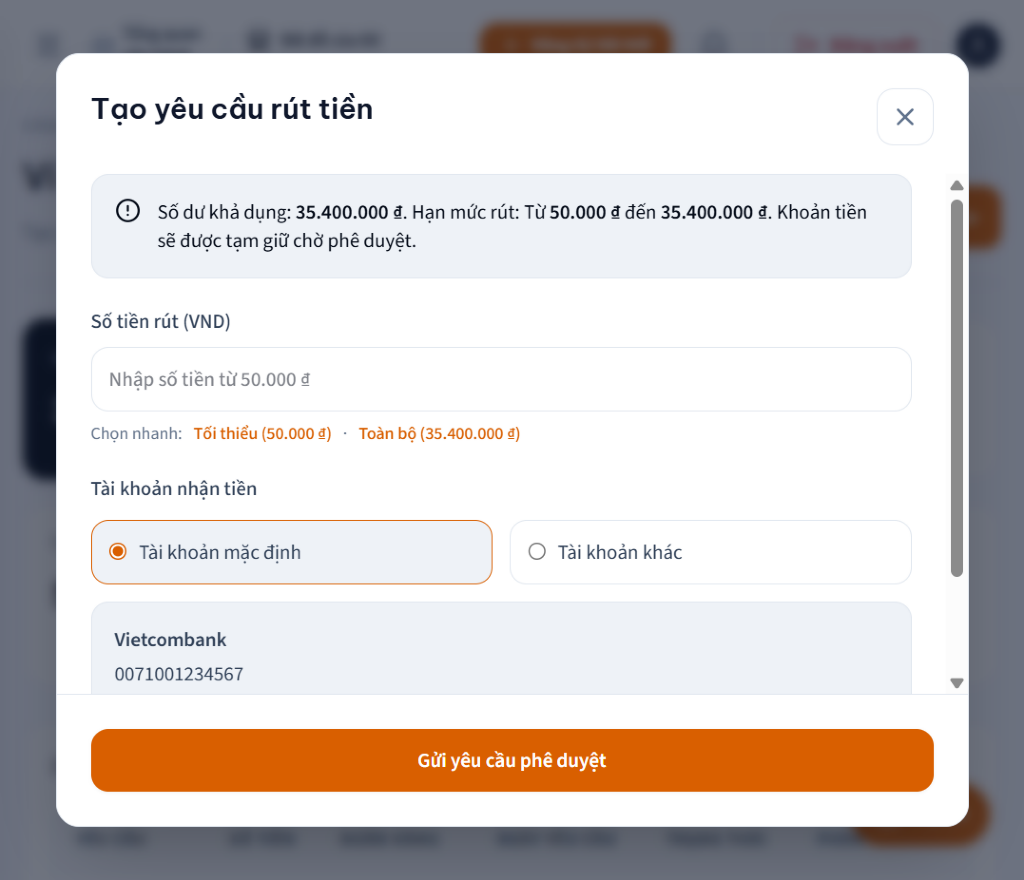 Tạo yêu cầu rút tiền
Số dư khả dụng: 35.400.000 ₫. Hạn mức rút: Từ 50.000 ₫ đến 35.400.000 ₫. Khoản tiền
sẽ được tạm giữ chờ phê duyệt.
Số tiền rút (VND)
Nhập số tiền từ 50.000 ₫
Chọn nhanh: Tối thiểu (50.000 ₫) · Toàn bộ (35.400.000 ₫)
Tài khoản nhận tiền
Tài khoản mặc định
Tài khoản khác
Vietcombank
0071001234567
Gửi yêu cầu phê duyệt